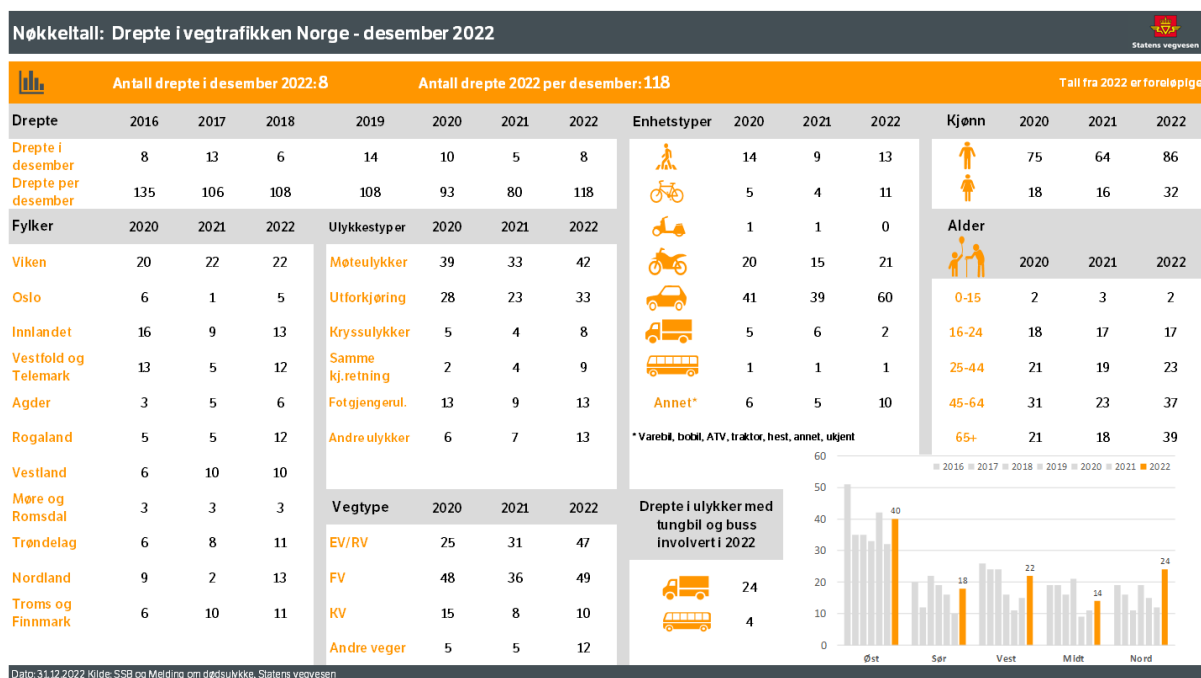 Nøkkeltall: Drepte i vegtrafikken Norge - desember 2022
Statens vegvesen
Antall drepte i desember 2022: 8 Antall drepte 2022 per desember: 118 Tall fra 2022 er foreløpige
Drepte 2016 2017 2018 2019 2020 2021 2022
Drepte i desember 8 13 6 14 10 5 8
Drepte per desember 135 106 108 108 93 80 118
Fylker 2020 2021 2022
Viken 20 22 22
Oslo 6 1 5
Innlandet 16 9 13
Vestfold og Telemark 13 5 12
Agder 3 5 6
Rogaland 5 5 12
Vestland 6 10 10
Møre og Romsdal 3 3 3
Trøndelag 6 8 11
Nordland 9 2 13
Troms og Finnmark 6 10 11
Ulykkestyper 2020 2021 2022
Møteulykker 39 33 42
Utforkjøring 28 23 33
Kryssulykker 5 4 8
Samme kj.retning 2 4 9
Fotgjengerul. 13 9 13
Andre ulykker 6 7 13
Vegtype 2020 2021 2022
EV/RV 25 31 47
FV 48 36 49
KV 15 8 10
Andre veger 5 5 12
Enhetstyper 2020 2021 2022
14 9 13
5 4 11
1 1 0
20 15 21
41 39 60
5 6 2
1 1 1
Annet* 6 5 10
* Varebil, bobil, ATV, traktor, hest, annet, ukjent
Drepte i ulykker med
tungbil og buss
involvert i 2022
24
4
Kjønn 2020 2021 2022
75 64 86
18 16 32
Alder
2020 2021 2022
0-15 2 3 2
16-24 18 17 17
25-44 21 19 23
45-64 31 23 37
65+ 21 18 39
2016 2017 2018 2019 2020 2021 2022
60
50
40
30
20
10
0
40 18 22 14 24
Øst Sør Vest Midt Nord
Dato: 31.12.2022 Kilde: SSB og Melding om dødsulykke, Statens vegvesen